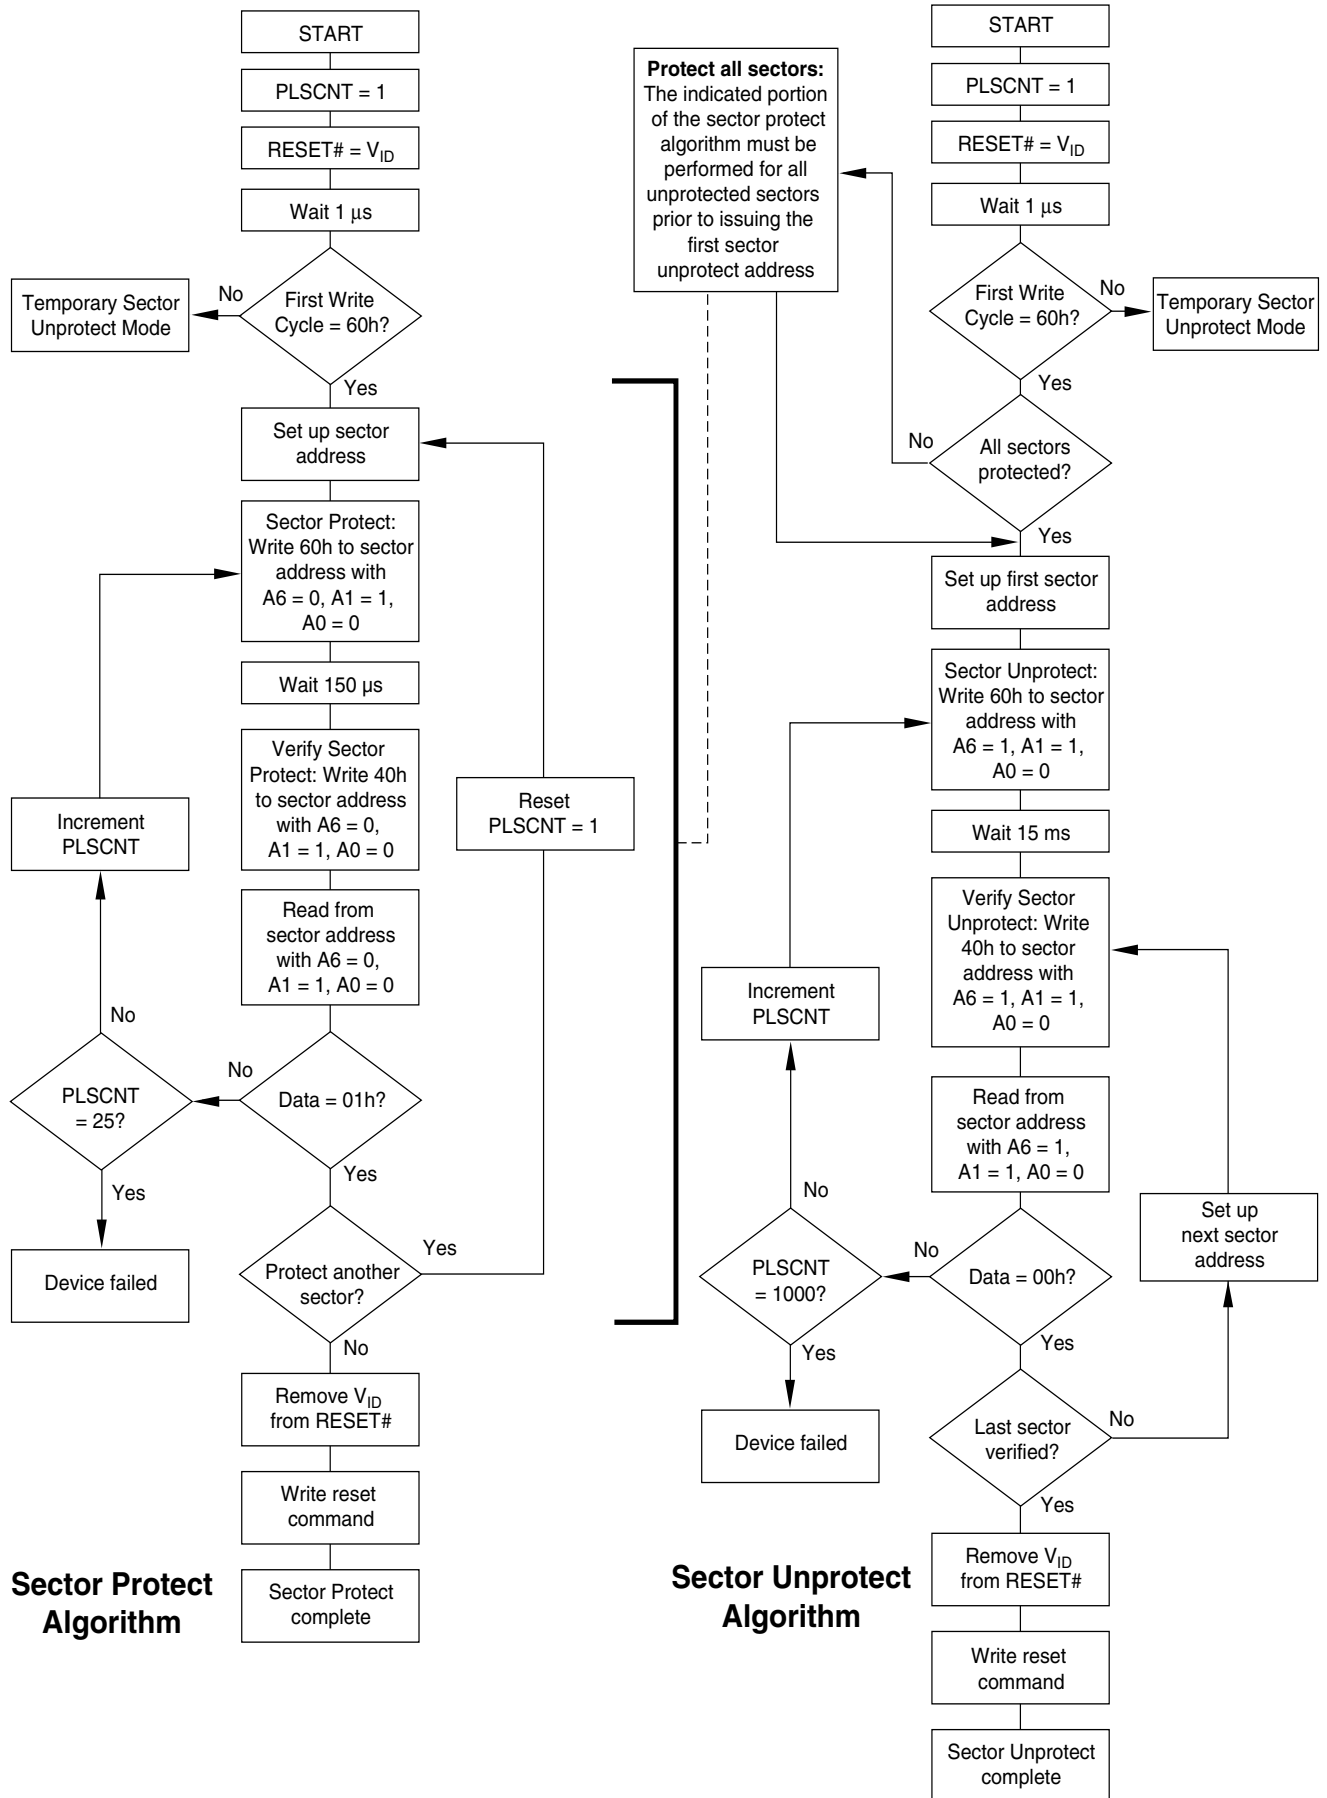 START
PLSCNT = 1
RESET# = VID
Wait 1 μs
First Write
Cycle = 60h?
No
Temporary Sector
Unprotect Mode
Yes
Set up sector
address
Sector Protect:
Write 60h to sector
address with
A6 = 0, A1 = 1,
A0 = 0
Wait 150 µs
Verify Sector
Protect: Write 40h
to sector address
with A6 = 0,
A1 = 1, A0 = 0
Increment
PLSCNT
Reset
PLSCNT = 1
Read from
sector address
with A6 = 0,
A1 = 1, A0 = 0
No
PLSCNT
= 25?
No
Data = 01h?
Yes
Yes
Device failed
Protect another
sector?
Yes
No
Remove VID
from RESET#
Write reset
command
Sector Protect
complete
Sector Protect
Algorithm
Protect all sectors:
The indicated portion
of the sector protect
algorithm must be
performed for all
unprotected sectors
prior to issuing the
first sector
unprotect address
START
PLSCNT = 1
RESET# = VID
Wait 1 μs
First Write
Cycle = 60h?
No
Temporary Sector
Unprotect Mode
Yes
No
All sectors
protected?
Yes
Set up first sector
address
Sector Unprotect:
Write 60h to sector
address with
A6 = 1, A1 = 1,
A0 = 0
Wait 15 ms
Verify Sector
Unprotect: Write
40h to sector
address with
A6 = 1, A1 = 1,
A0 = 0
Increment
PLSCNT
Read from
sector address
with A6 = 1,
A1 = 1, A0 = 0
No
Set up
next sector
address
PLSCNT
= 1000?
No
Data = 00h?
Yes
Yes
Device failed
Last sector
verified?
No
Yes
Remove VID
from RESET#
Write reset
command
Sector Unprotect
complete
Sector Unprotect
Algorithm